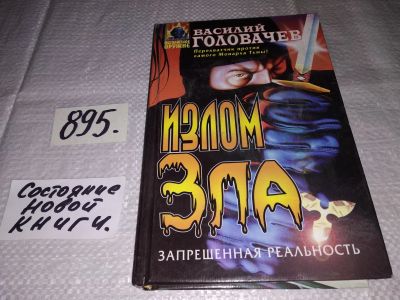 ВАСИЛИЙ
ГОЛОВАЧЕВ
Перехватчик против
самого Монарха Тьмы!
895.
Состояние
новой
книги.
ИЗЛОМ
ЗЛА
ЗАПРЕЩЕННАЯ РЕАЛЬНОСТЬ